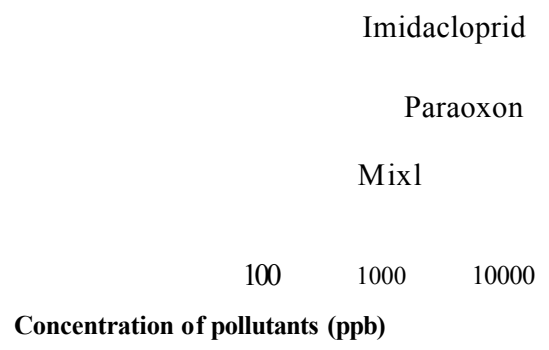 Imidacloprid
Paraoxon
Mixl
100 1000 10000
Concentration of pollutants (ppb)